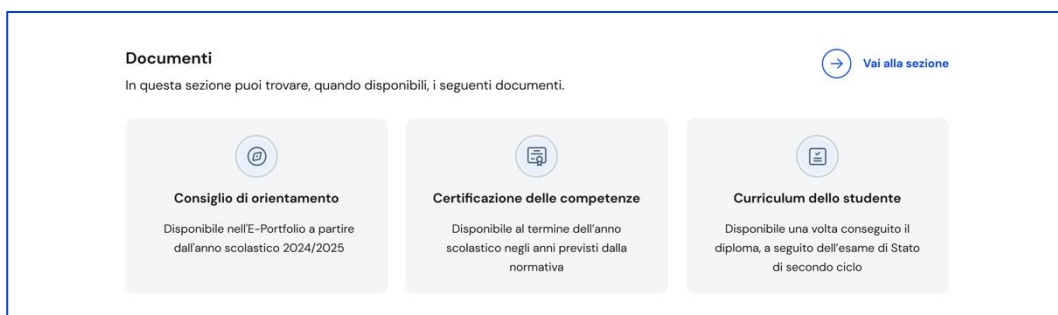 Documenti
Vai alla sezione
In questa sezione puoi trovare, quando disponibili, i seguenti documenti.
Consiglio di orientamento
Disponibile nell'E-Portfolio a partire
dall'anno scolastico 2024/2025
Certificazione delle competenze
Disponibile al termine dell’anno
scolastico negli anni previsti dalla
normativa
Curriculum dello studente
Disponibile una volta conseguito il
diploma, a seguito dell’esame di Stato
di secondo ciclo